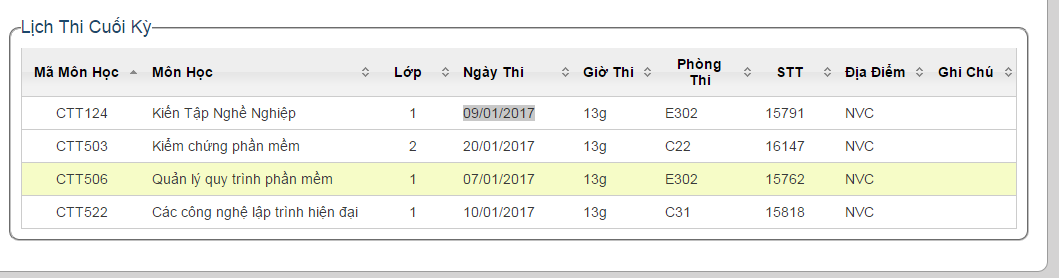 Lịch Thi Cuối Kỳ
Mã Môn Học Môn Học Lớp Ngày Thi Giờ Thi Phòng Thi STT Địa Điểm Ghi Chú
CTT124 Kiến Tập Nghề Nghiệp 1 09/01/2017 13g E302 15791 NVC
CTT503 Kiểm chứng phần mềm 2 20/01/2017 13g C22 16147 NVC
CTT506 Quản lý quy trình phần mềm 1 07/01/2017 13g E302 15762 NVC
CTT522 Các công nghệ lập trình hiện đại 1 10/01/2017 13g C31 15818 NVC